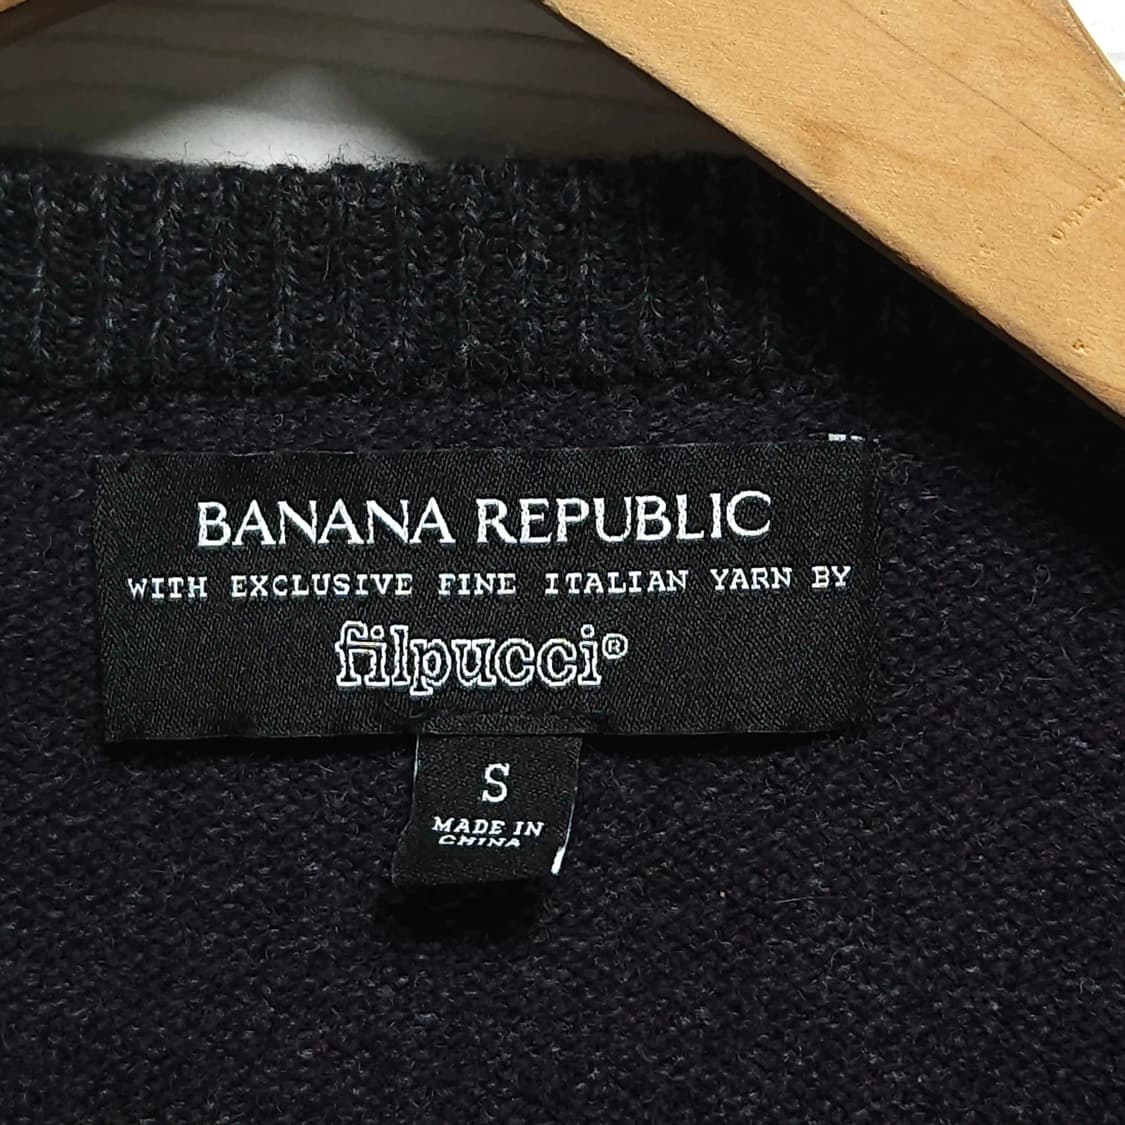 BANANA REPUBLIC
WITH EXCLUSIVE FINE ITALIAN YARN BY
filpucci®
S
MADE IN
CHINA